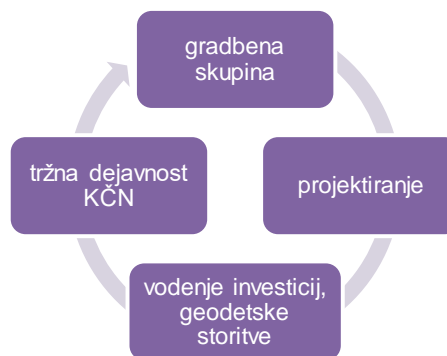 gradbena
skupina
projektiranje
vodenje investicij,
geodetske
storitve
tržna dejavnost
KČN